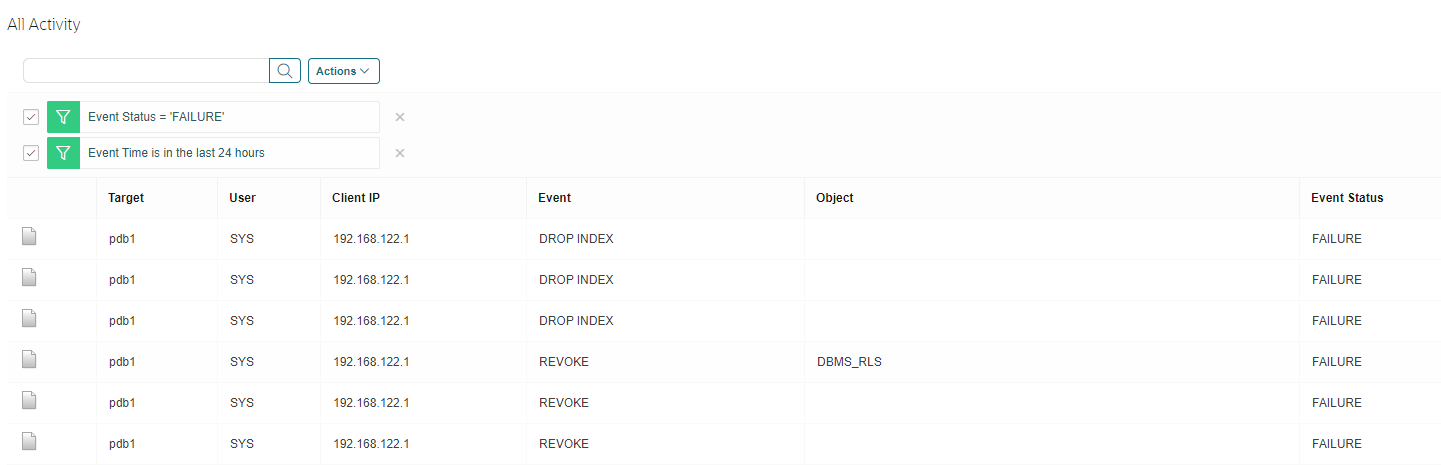 All Activity
Actions
Event Status = 'FAILURE'
Event Time is in the last 24 hours
Target User Client IP Event Object Event Status
pdb1 SYS 192.168.122.1 DROP INDEX FAILURE
pdb1 SYS 192.168.122.1 DROP INDEX FAILURE
pdb1 SYS 192.168.122.1 DROP INDEX FAILURE
pdb1 SYS 192.168.122.1 REVOKE DBMS_RLS FAILURE
pdb1 SYS 192.168.122.1 REVOKE FAILURE
pdb1 SYS 192.168.122.1 REVOKE FAILURE